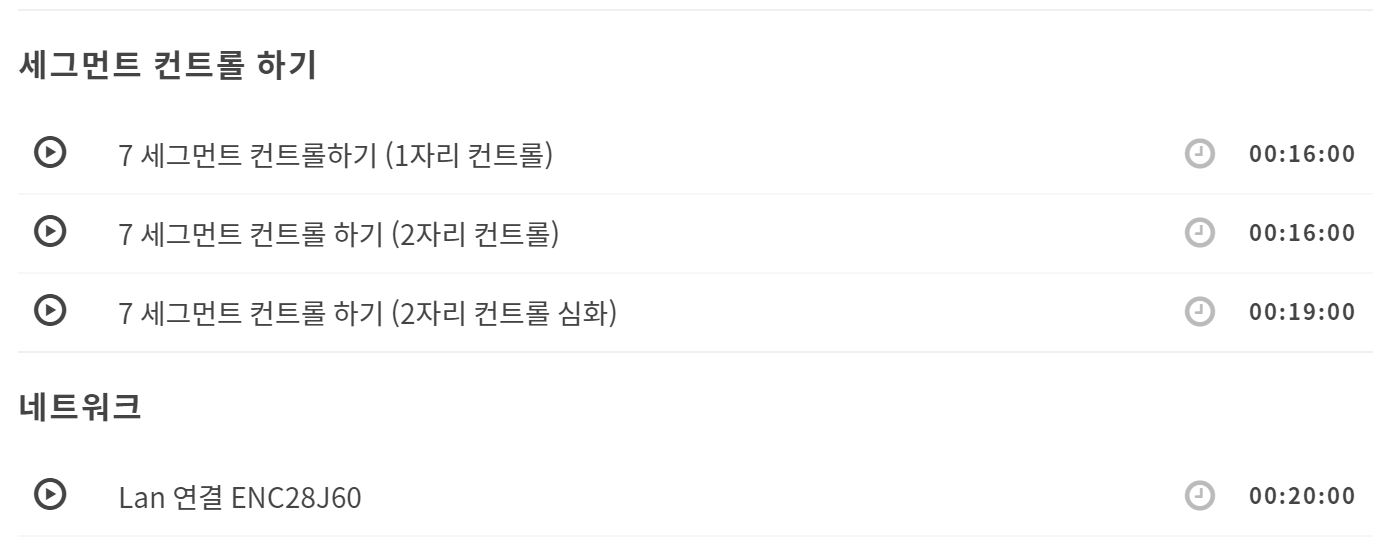 세그먼트 컨트롤 하기
7 세그먼트 컨트롤하기 (1자리 컨트롤) 00:16:00
7 세그먼트 컨트롤 하기 (2자리 컨트롤) 00:16:00
7 세그먼트 컨트롤 하기 (2자리 컨트롤 심화) 00:19:00
네트워크
Lan 연결 ENC28J60 00:20:00